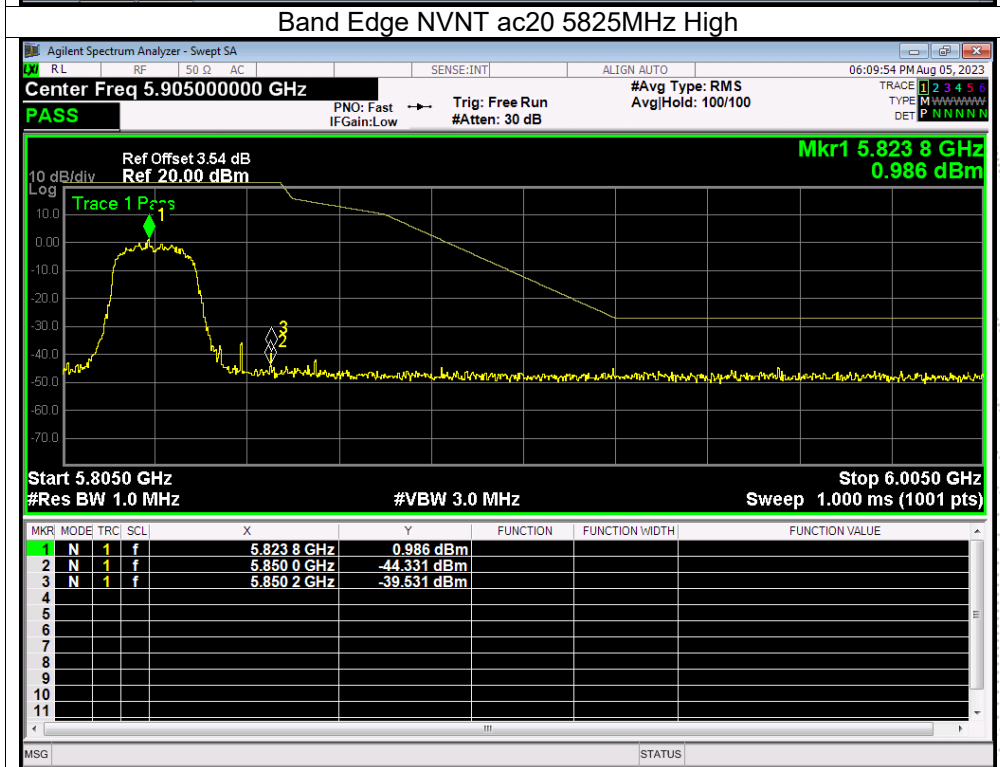 Band Edge NVNT ac20 5825MHz High
Agilent Spectrum Analyzer - Swept SA
LXI RL RF 50 Ω AC SENSE:INT ALIGN AUTO 06:09:54 PM Aug 05, 2023
Center Freq 5.905000000 GHz #Avg Type: RMS TRACE 1 2 3 4 5 6
PNO: Fast Trig: Free Run Avg|Hold: 100/100 TYPE M WWWWW
PASS IFGain:Low #Atten: 30 dB DET P N N N N N
Mkr1 5.823 8 GHz
Ref Offset 3.54 dB
10 dB/div Ref 20.00 dBm 0.986 dBm
Log
Trace 1 Pass
1
10.0
0.00
-10.0
-20.0
-30.0
3
2
-40.0
-50.0
-60.0
-70.0
Start 5.8050 GHz Stop 6.0050 GHz
#Res BW 1.0 MHz #VBW 3.0 MHz Sweep 1.000 ms (1001 pts)
MKR MODE TRC SCL X Y FUNCTION FUNCTION WIDTH FUNCTION VALUE
1 N 1 f 5.823 8 GHz 0.986 dBm
2 N 1 f 5.850 0 GHz -44.331 dBm
3 N 1 f 5.850 2 GHz -39.531 dBm
4
5
6
7
8
9
10
11
MSG STATUS